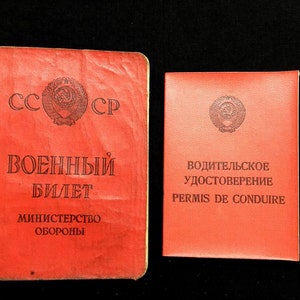 СССР
ВОЕННЫЙ
БИЛЕТ
МИНИСТЕРСТВО
ОБОРОНЫ
ВОДИТЕЛЬСКОЕ
УДОСТОВЕРЕНИЕ
PERMIS DE CONDUIRE